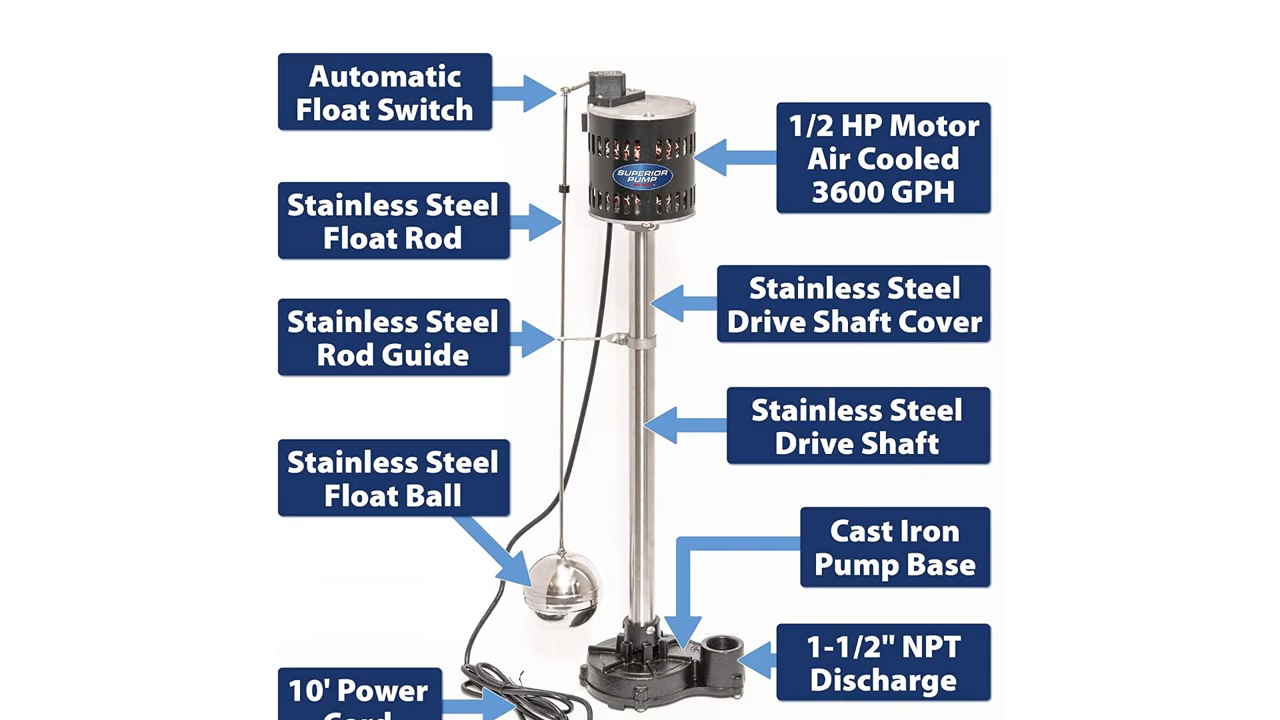 Automatic
Float Switch
1/2 HP Motor
Air Cooled
3600 GPH
SUPERIOR
PUMP
Stainless Steel
Float Rod
Stainless Steel
Drive Shaft Cover
Stainless Steel
Rod Guide
Stainless Steel
Drive Shaft
Stainless Steel
Float Ball
Cast Iron
Pump Base
1-1/2" NPT
Discharge
10' Power
Cord